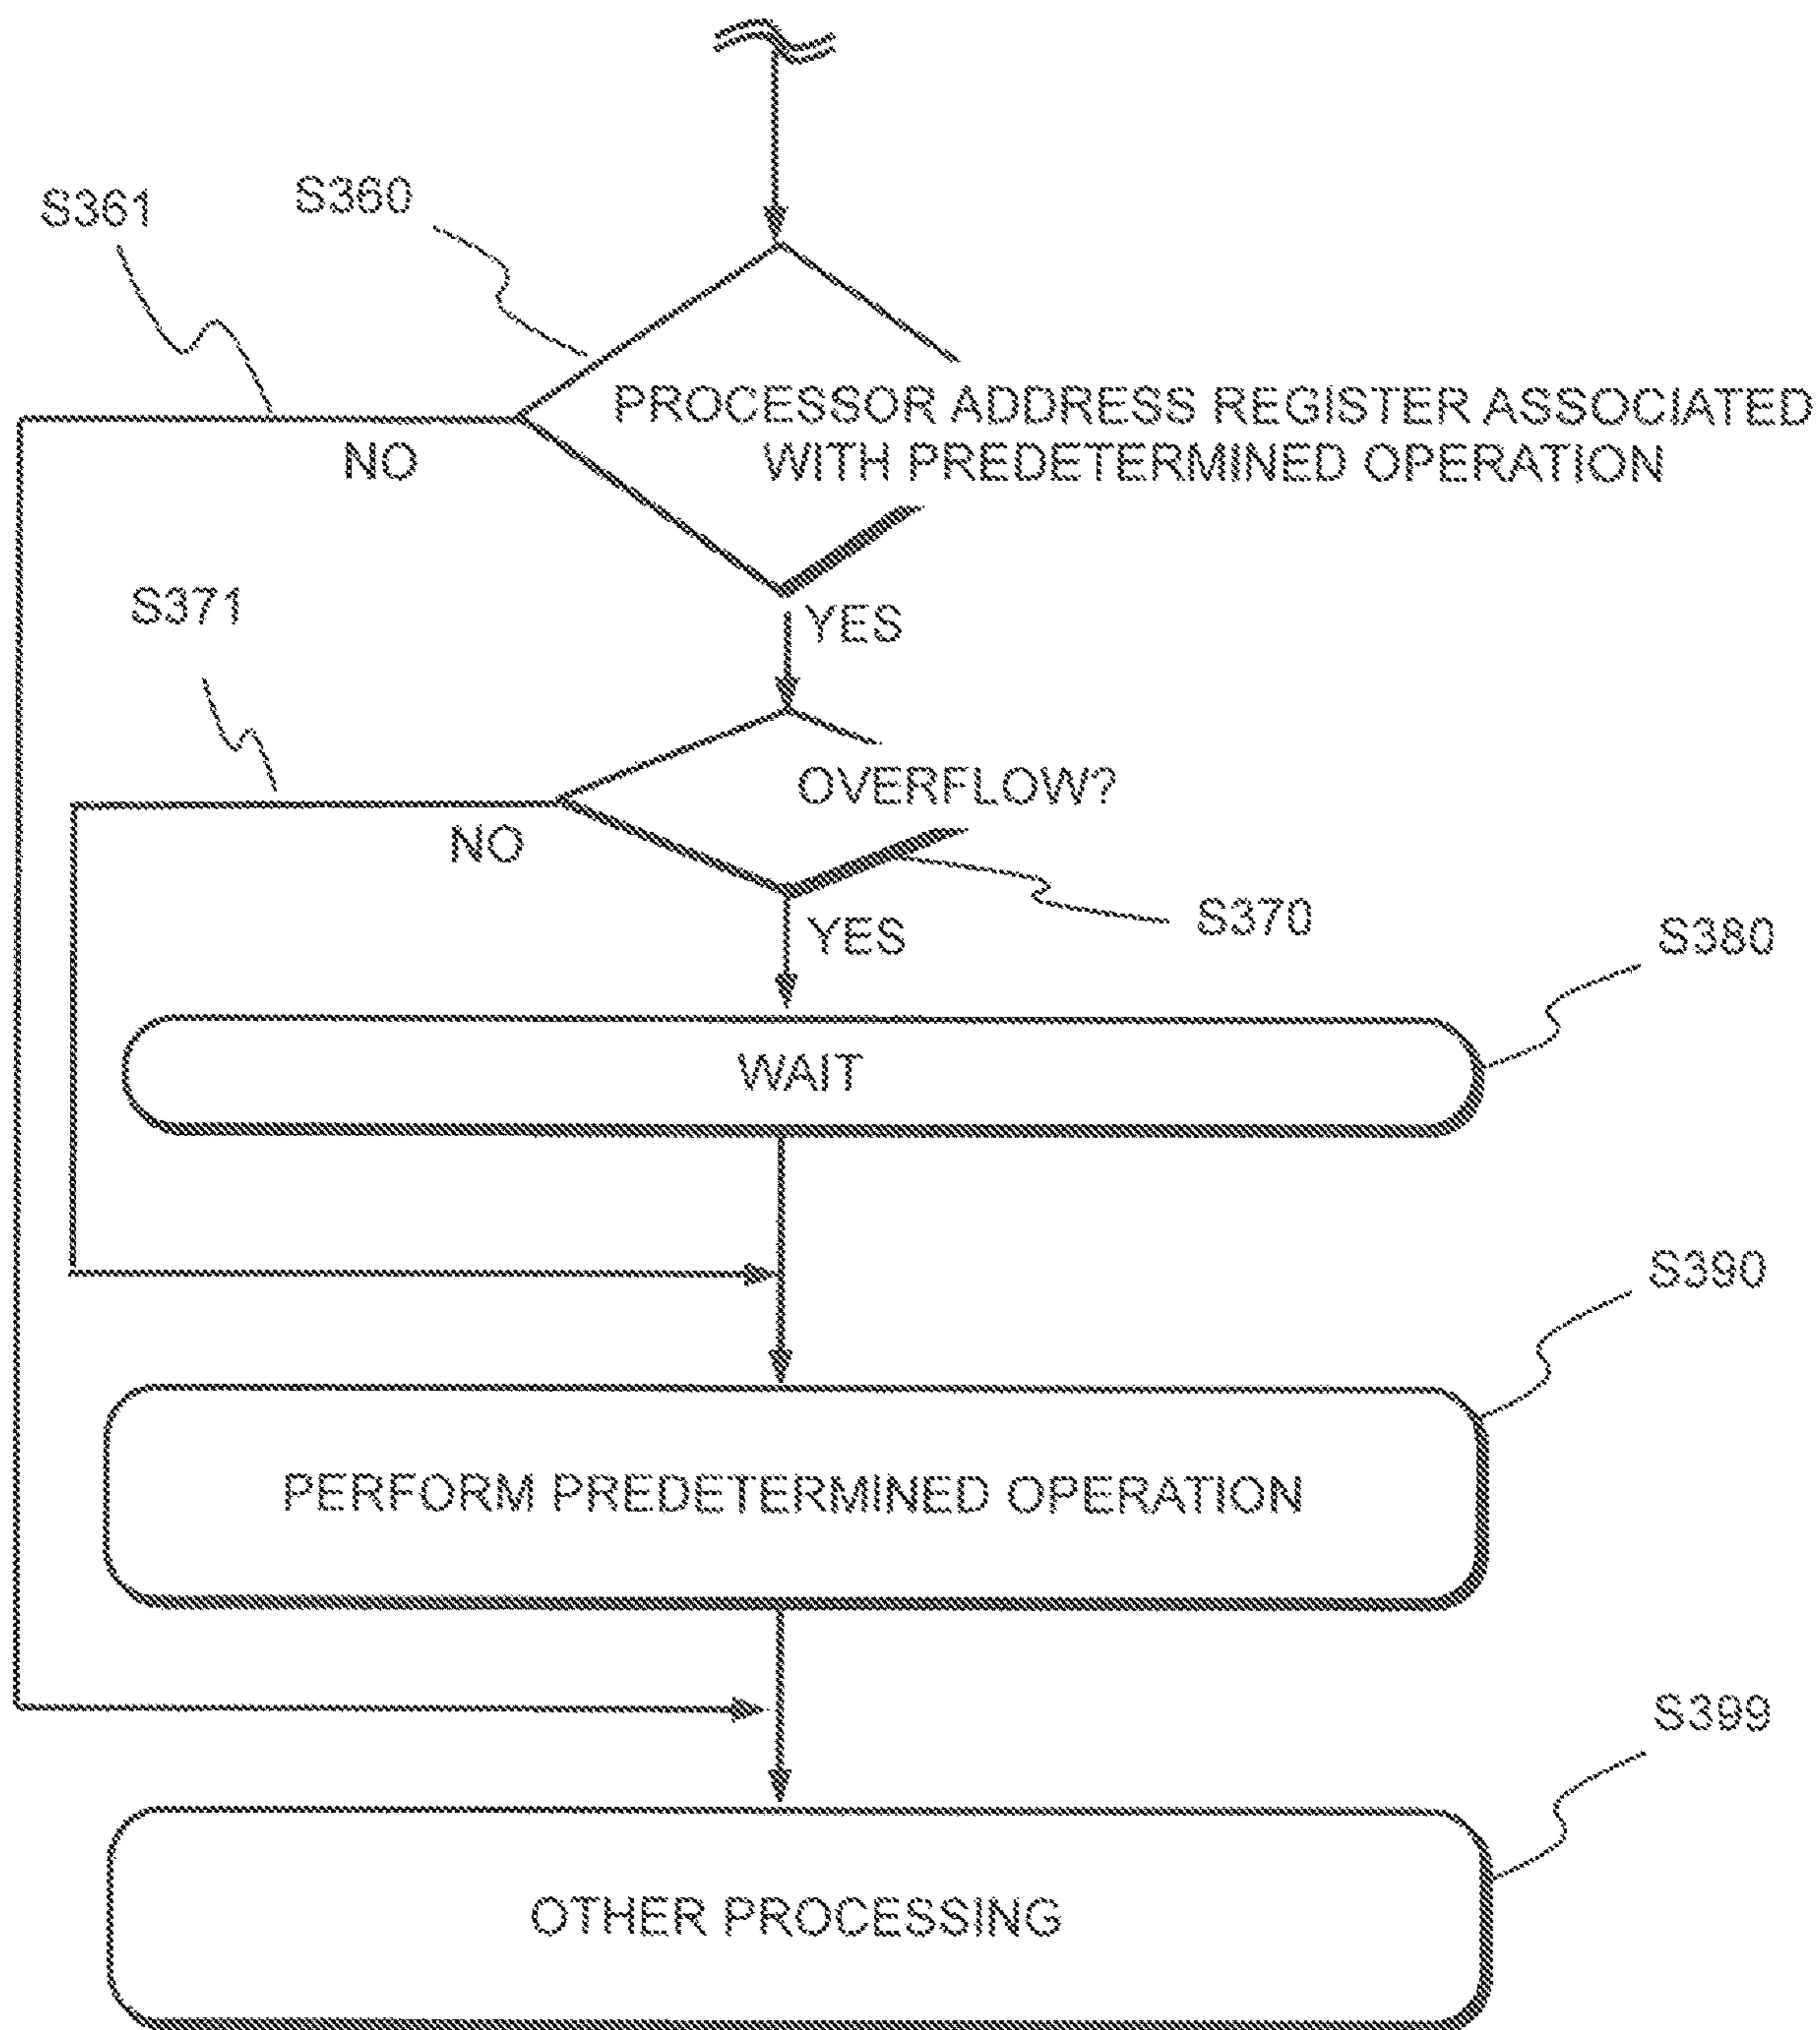 S361
S360
PROCESSOR ADDRESS REGISTER ASSOCIATED
WITH PREDETERMINED OPERATION
NO
S371
YES
OVERFLOW?
NO
S370
YES
S380
WAIT
S390
PERFORM PREDETERMINED OPERATION
S399
OTHER PROCESSING